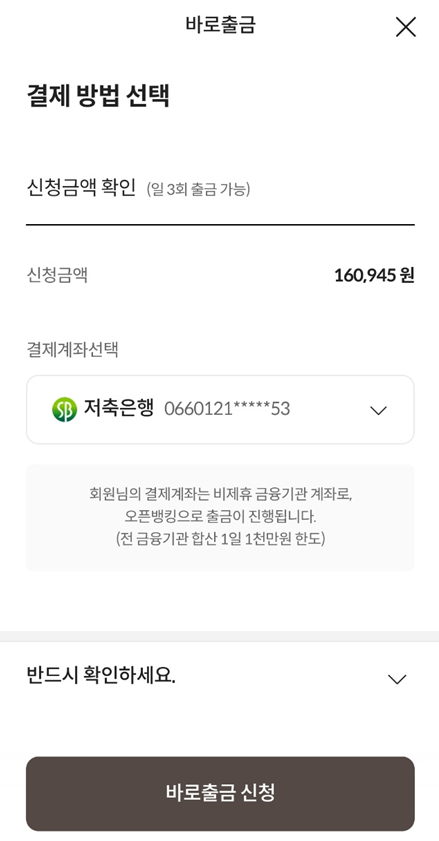 바로출금
결제 방법 선택
신청금액 확인 (일 3회 출금 가능)
신청금액 160,945 원
결제계좌선택
SB 저축은행 0660121*****53
회원님의 결제계좌는 비제휴 금융기관 계좌로,
오픈뱅킹으로 출금이 진행됩니다.
(전 금융기관 합산 1일 1천만원 한도)
반드시 확인하세요.
바로출금 신청